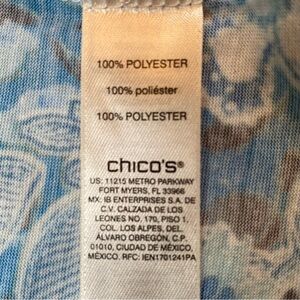 100% POLYESTER
100% poliéster
100% POLYESTER
chico's®
US: 11215 METRO PARKWAY
FORT MYERS, FL 33966
MX: IB ENTERPRISES S.A. DE
C.V. CALZADA DE LOS
LEONES NO. 170, PISO 1.
COL. LOS ALPES, DEL.
ÁLVARO OBREGÓN, C.P.
01010, CIUDAD DE MÉXICO,
MÉXICO. RFC: IEN1701241PA